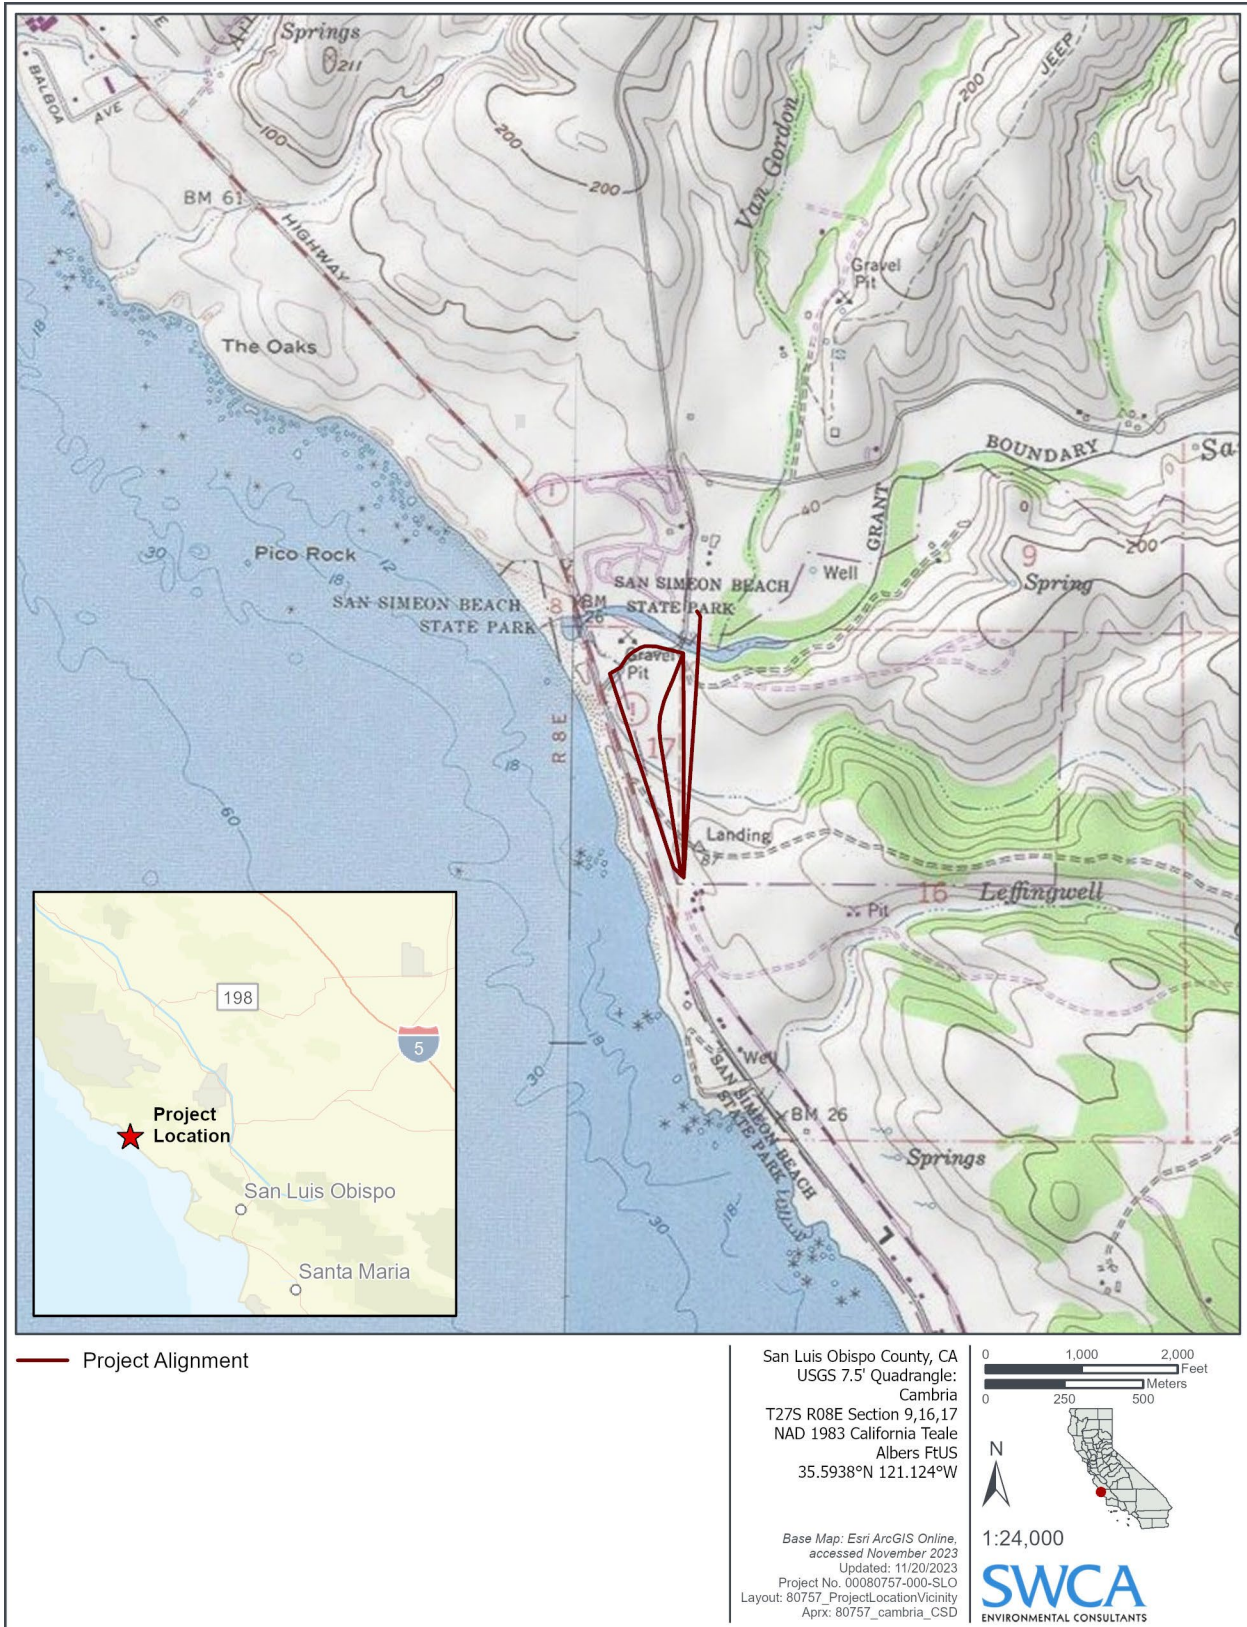 Springs
211
BALBOA
AVE
100
200
200
JEEP
200
Van Gordon
BM 61
HIGHWAY
Gravel
Pit
18
The Oaks
BOUNDARY
40
GRANT
30
Pico Rock
12
18
1
Well
9
200
Spring
SAN SIMEON BEACH
STATE PARK
SAN SIMEON BEACH
STATE PARK
8
BM
26
Gravel
Pit
1
R 8 E
17
18
60
Landing
16
Leffingwell
Pit
18
30
Well
SAN SIMEON BEACH
STATE PARK
BM 26
Springs
30
18
198
5
Project
Location
San Luis Obispo
Santa Maria
Project Alignment
San Luis Obispo County, CA
USGS 7.5' Quadrangle:
Cambria
T27S R08E Section 9,16,17
NAD 1983 California Teale
Albers FtUS
35.5938°N 121.124°W
Base Map: Esri ArcGIS Online,
accessed November 2023
Updated: 11/20/2023
Project No. 00080757-000-SLO
Layout: 80757_ProjectLocationVicinity
Aprx: 80757_cambria_CSD
0 1,000 2,000
Feet
Meters
0 250 500
N
1:24,000
SWCA
ENVIRONMENTAL CONSULTANTS